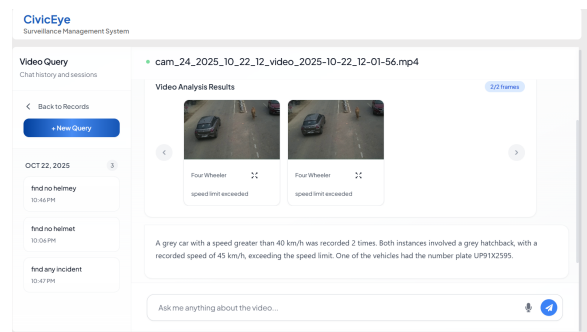 CivicEye
Surveillance Management System
Video Query
Chat history and sessions
Back to Records
+ New Query
OCT 22, 2025
3
find no helmey
10:46 PM
find no helmet
10:06 PM
find any incident
10:47 PM
cam_24_2025_10_22_12_video_2025-10-22_12-01-56.mp4
Video Analysis Results
2/2 frames
Four Wheeler
speed limit exceeded
Four Wheeler
speed limit exceeded
A grey car with a speed greater than 40 km/h was recorded 2 times. Both instances involved a grey hatchback, with a
recorded speed of 45 km/h, exceeding the speed limit. One of the vehicles had the number plate UP91X2595.
Ask me anything about the video...